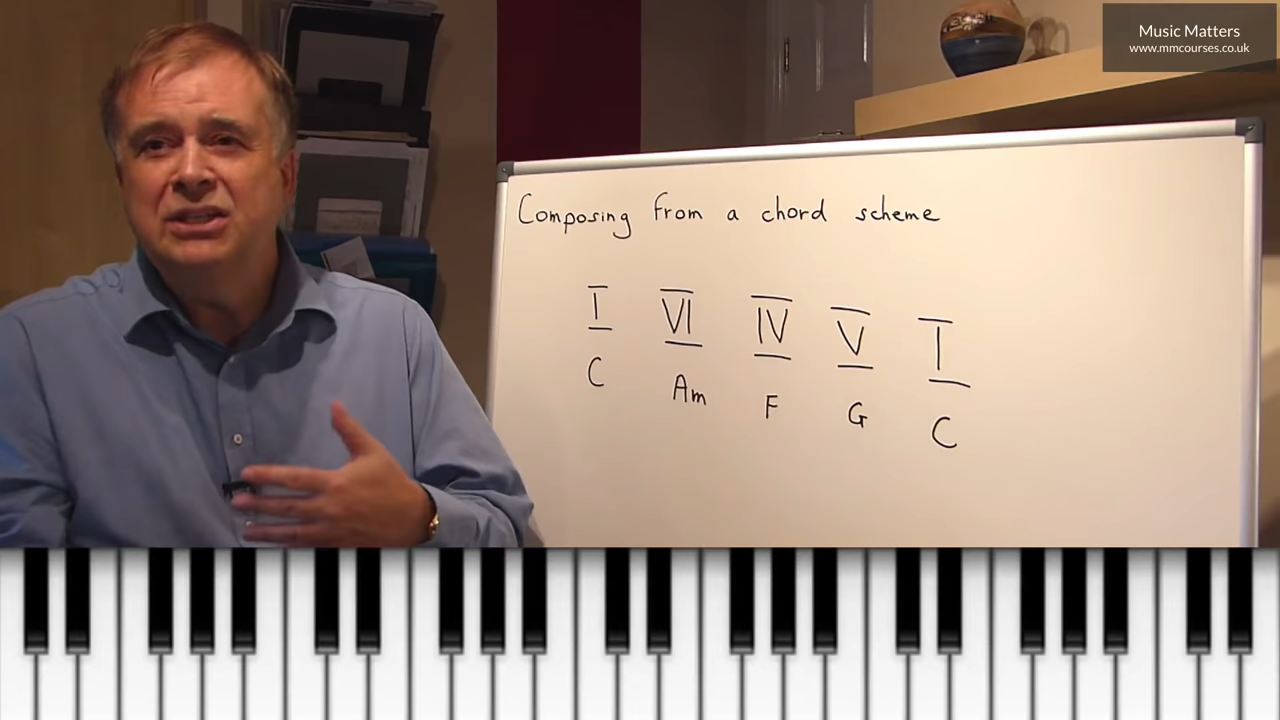 Music Matters
www.mmcourses.co.uk
Composing from a chord scheme
I VI IV V I
C Am F G C